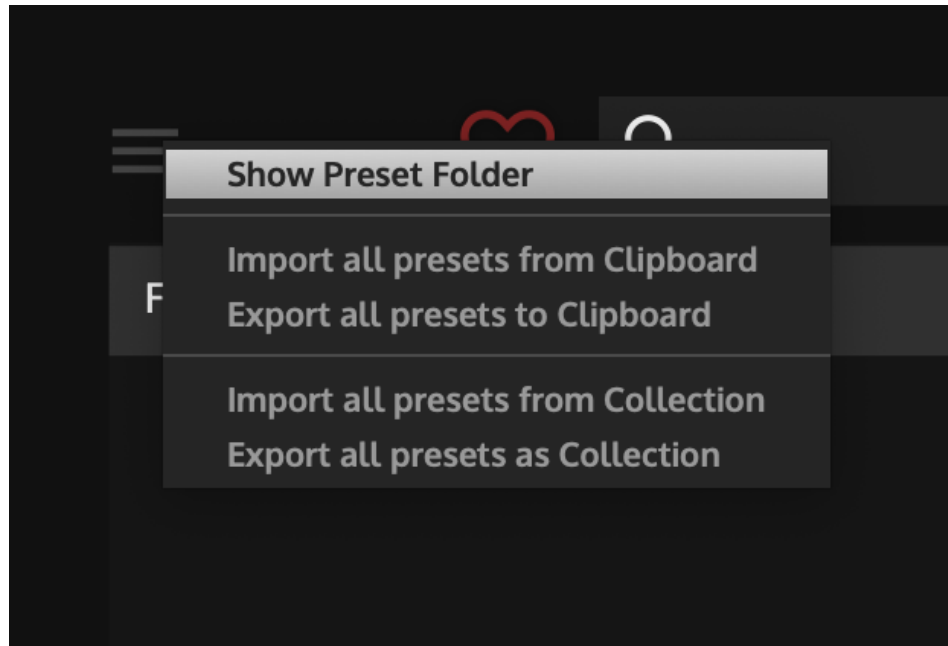 Show Preset Folder
Import all presets from Clipboard
F
Export all presets to Clipboard
Import all presets from Collection
Export all presets as Collection